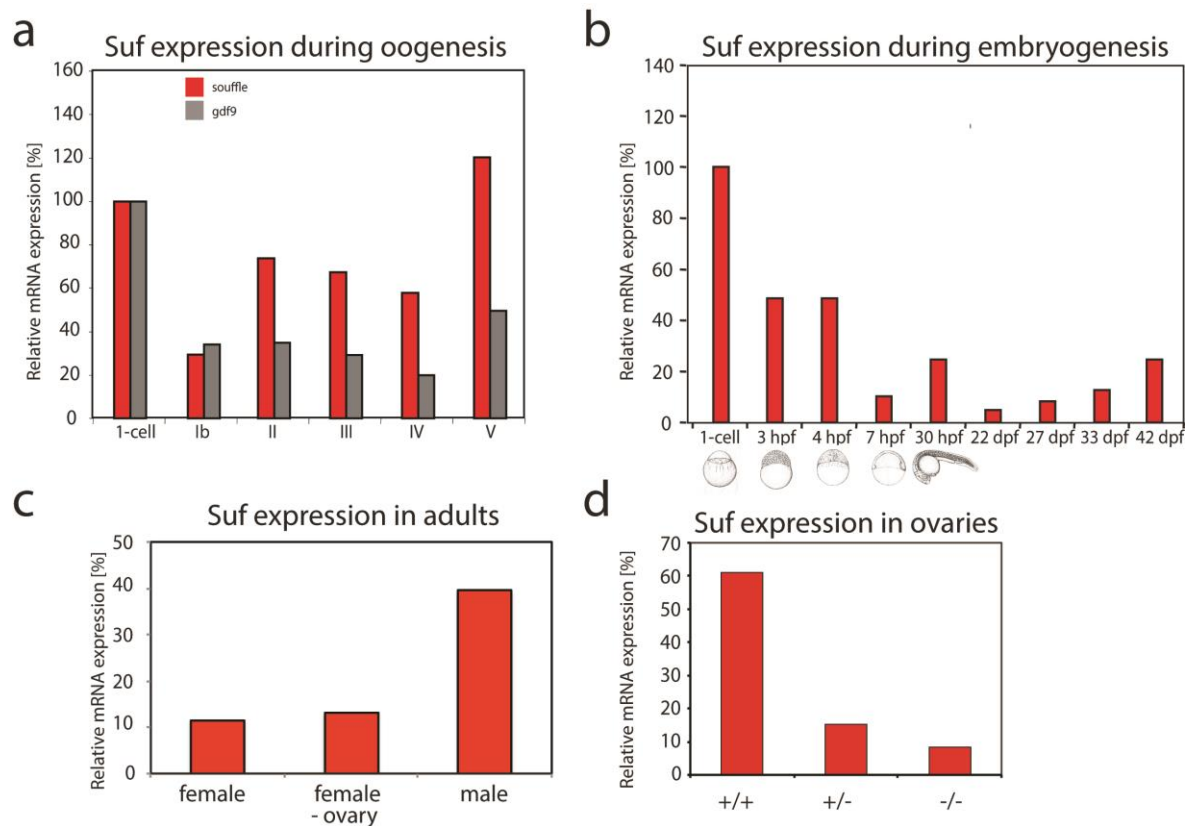 a
Suf expression during oogenesis
Relative mRNA expression [%]
160
140
120
100
80
60
40
20
0
souffle
gdf9
1-cell Ib II III IV V
b
Suf expression during embryogenesis
Relative mRNA expression [%]
140
120
100
80
60
40
20
0
1-cell 3 hpf 4 hpf 7 hpf 30 hpf 22 dpf 27 dpf 33 dpf 42 dpf
c
Suf expression in adults
Relative mRNA expression [%]
50
40
30
20
10
0
female female male
- ovary
d
Suf expression in ovaries
Relative mRNA expression [%]
70
60
50
40
30
20
10
0
+/+ +/- -/-